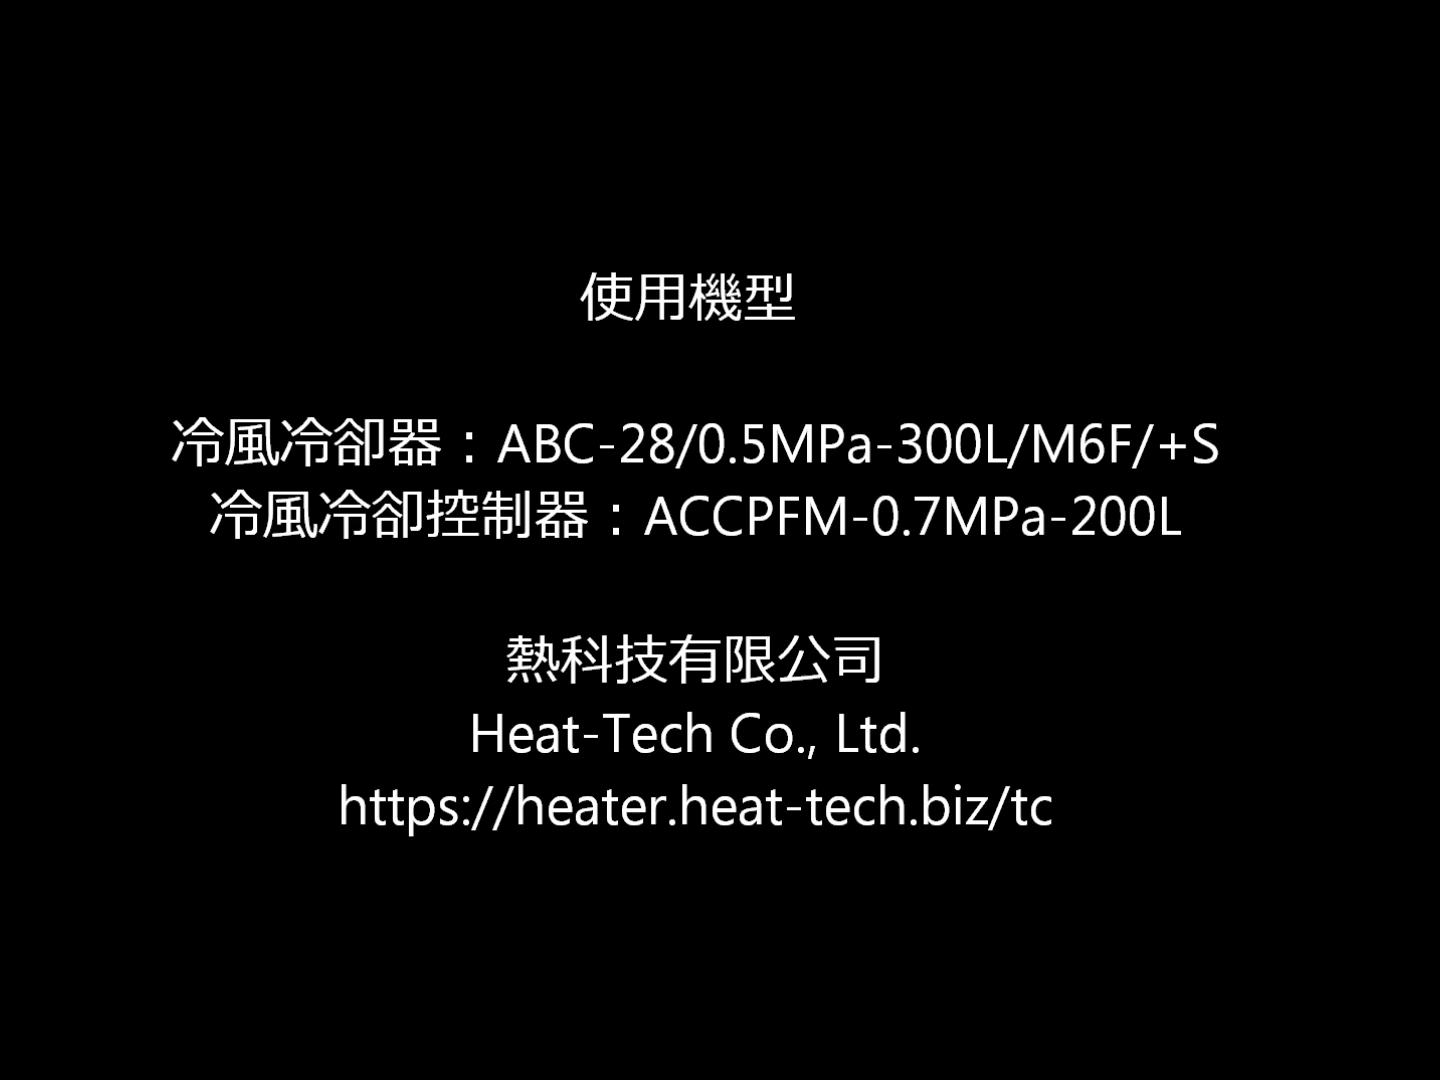 使用機型
冷風冷卻器：ABC-28/0.5MPa-300L/M6F/+S
冷風冷卻控制器：ACCPFM-0.7MPa-200L
熱科技有限公司
Heat-Tech Co., Ltd.
https://heater.heat-tech.biz/tc